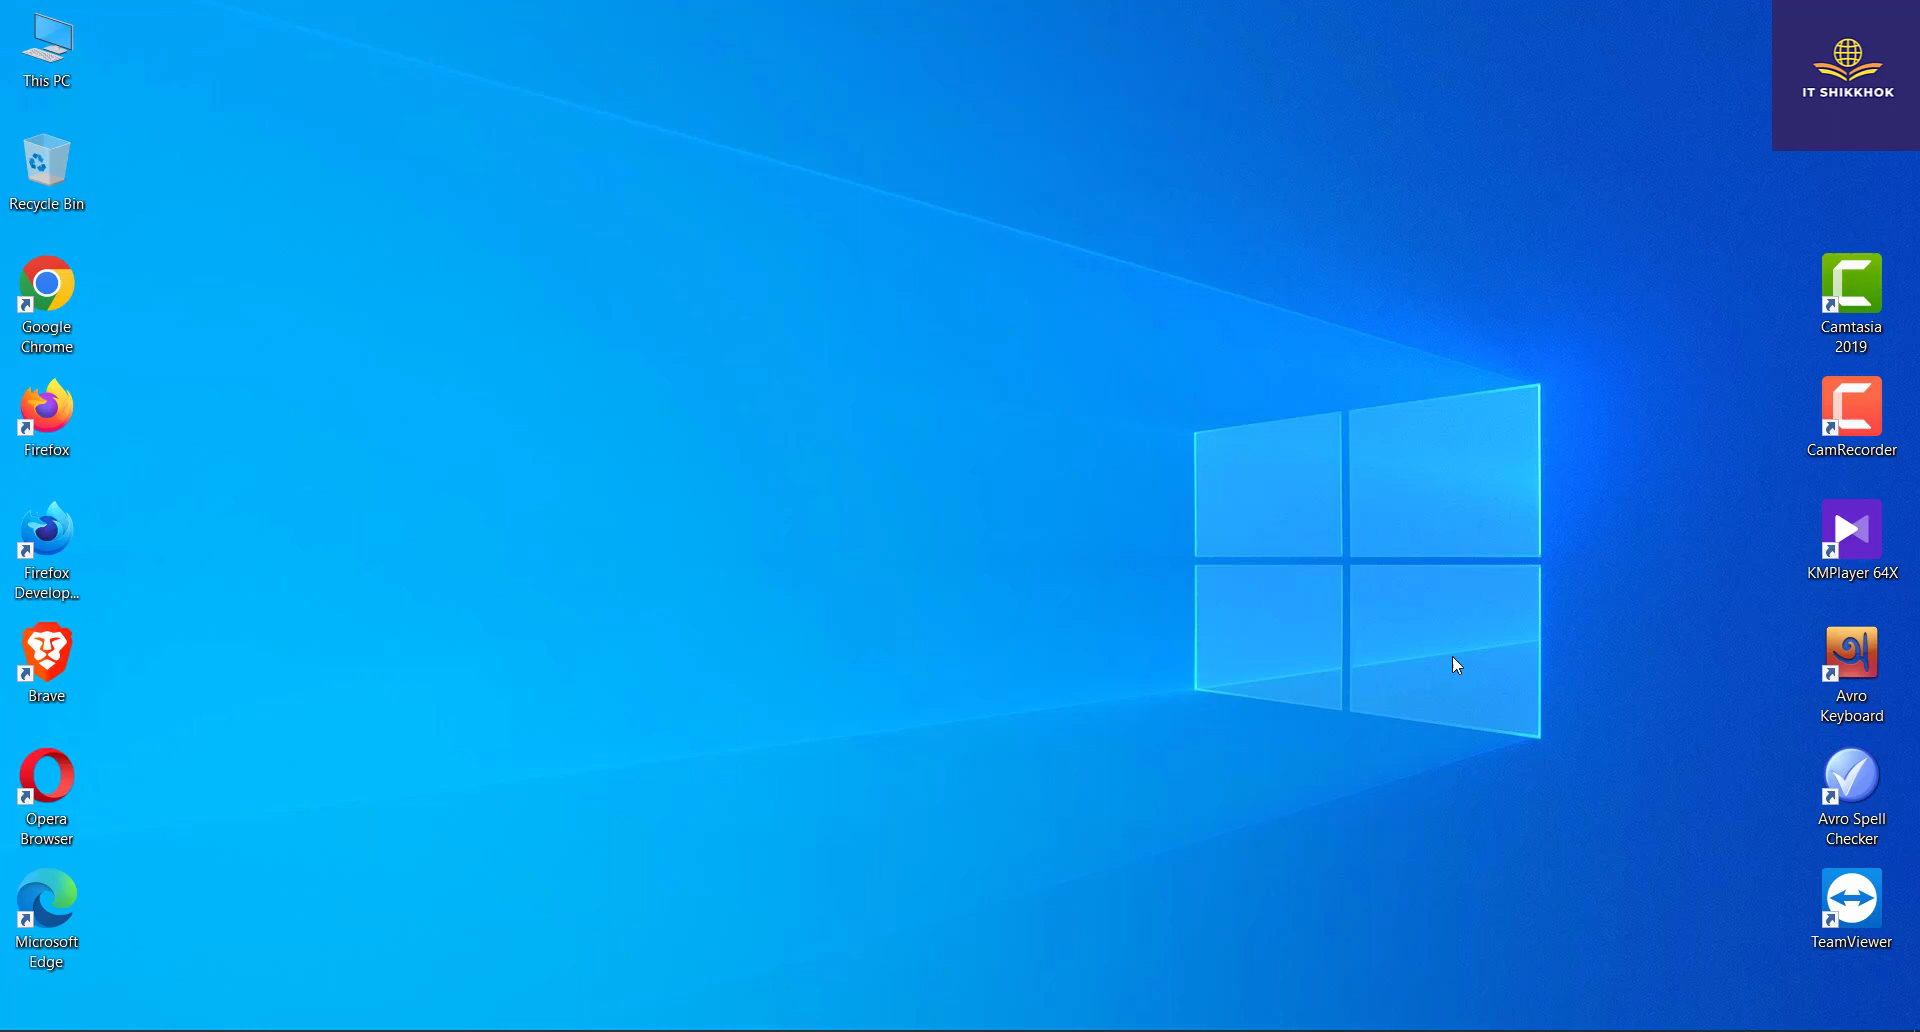 This PC
Recycle Bin
Google
Chrome
Firefox
Firefox
Develop...
Brave
Opera
Browser
Microsoft
Edge
IT SHIKKHOK
Camtasia
2019
CamRecorder
KMPlayer 64X
অ
Avro
Keyboard
Avro Spell
Checker
TeamViewer